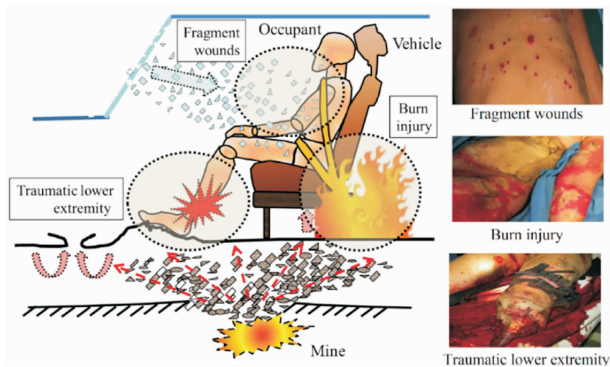 Fragment
wounds
Occupant
Vehicle
Burn
injury
Traumatic lower
extremity
Mine
Fragment wounds
Burn injury
Traumatic lower extremity